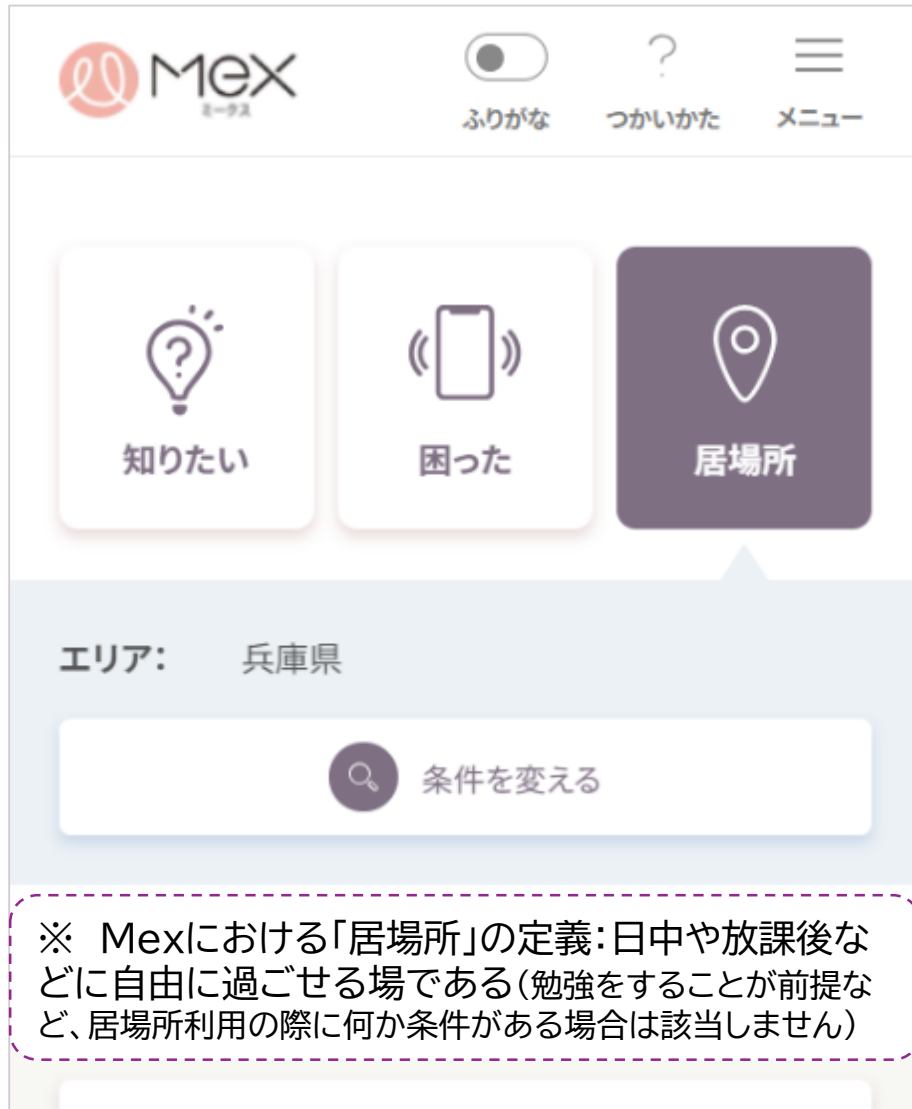 Mex
ミークス
ふりがな
つかいかた
メニュー
知りたい
困った
居場所
エリア： 兵庫県
条件を変える
※ Mexにおける「居場所」の定義：日中や放課後な
どに自由に過ごせる場である（勉強をすることが前提な
ど、居場所利用の際に何か条件がある場合は該当しません）